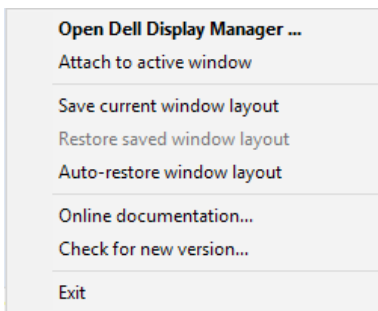 Open Dell Display Manager ...
Attach to active window
Save current window layout
Restore saved window layout
Auto-restore window layout
Online documentation...
Check for new version...
Exit